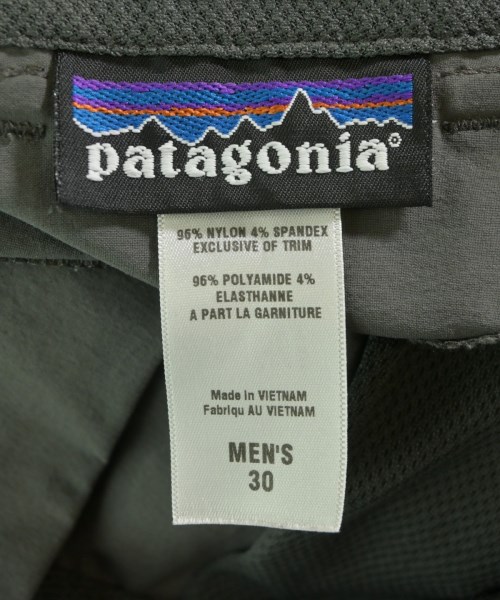 patagonia®
96% NYLON 4% SPANDEX
EXCLUSIVE OF TRIM
96% POLYAMIDE 4%
ELASTHANNE
A PART LA GARNITURE
Made in VIETNAM
Fabriqu AU VIETNAM
MEN'S
30